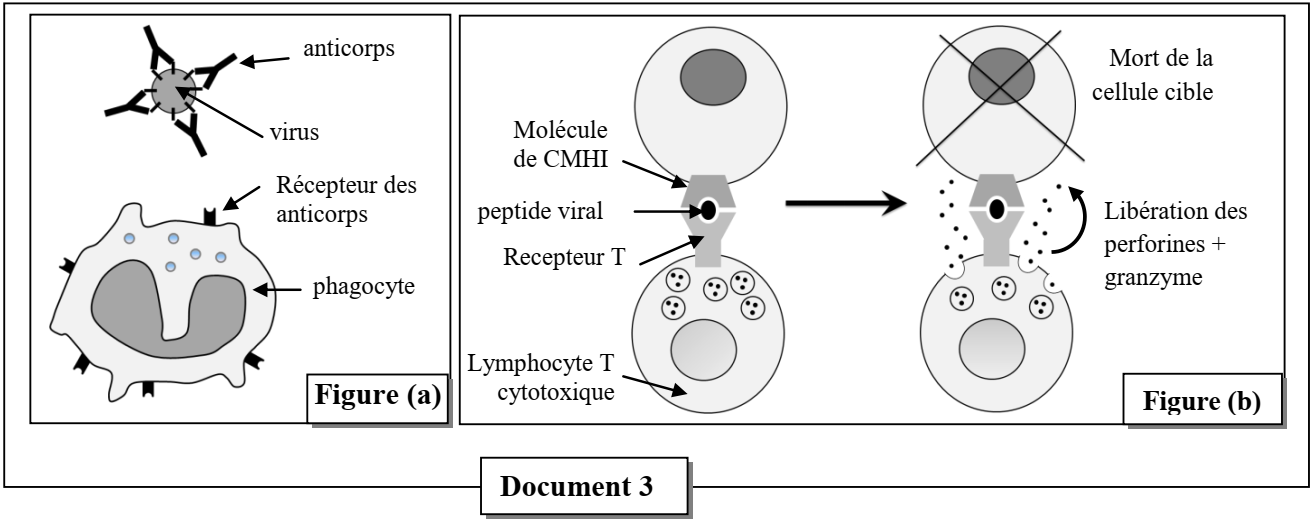 anticorps
virus
Récepteur des
anticorps
phagocyte
Figure (a)
Molécule
de CMHI
peptide viral
Recepteur T
Lymphocyte T
cytotoxique
Mort de la
cellule cible
Libération des
perforines +
granzyme
Figure (b)
Document 3